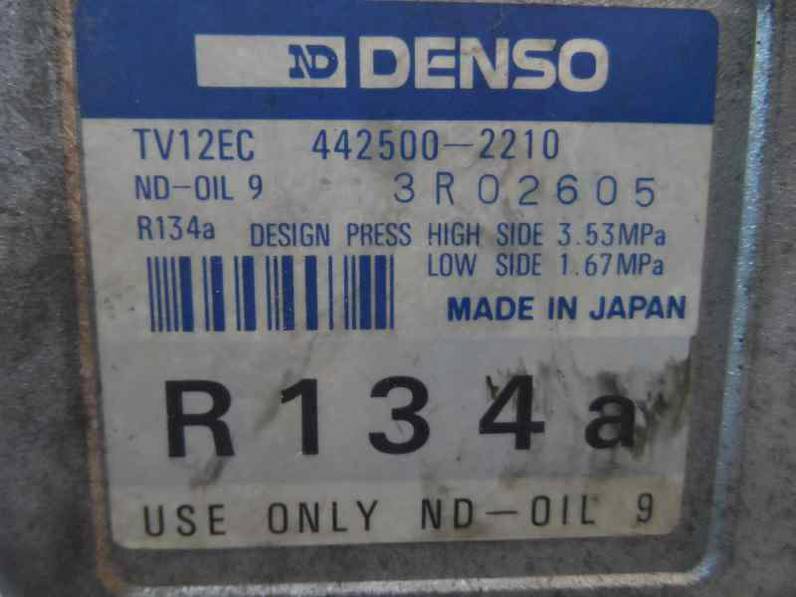 ND DENSO
TV12EC 442500-2210
ND-OIL 9 3R02605
R134a DESIGN PRESS HIGH SIDE 3.53MPa
LOW SIDE 1.67MPa
MADE IN JAPAN
R134a
USE ONLY ND-OIL 9